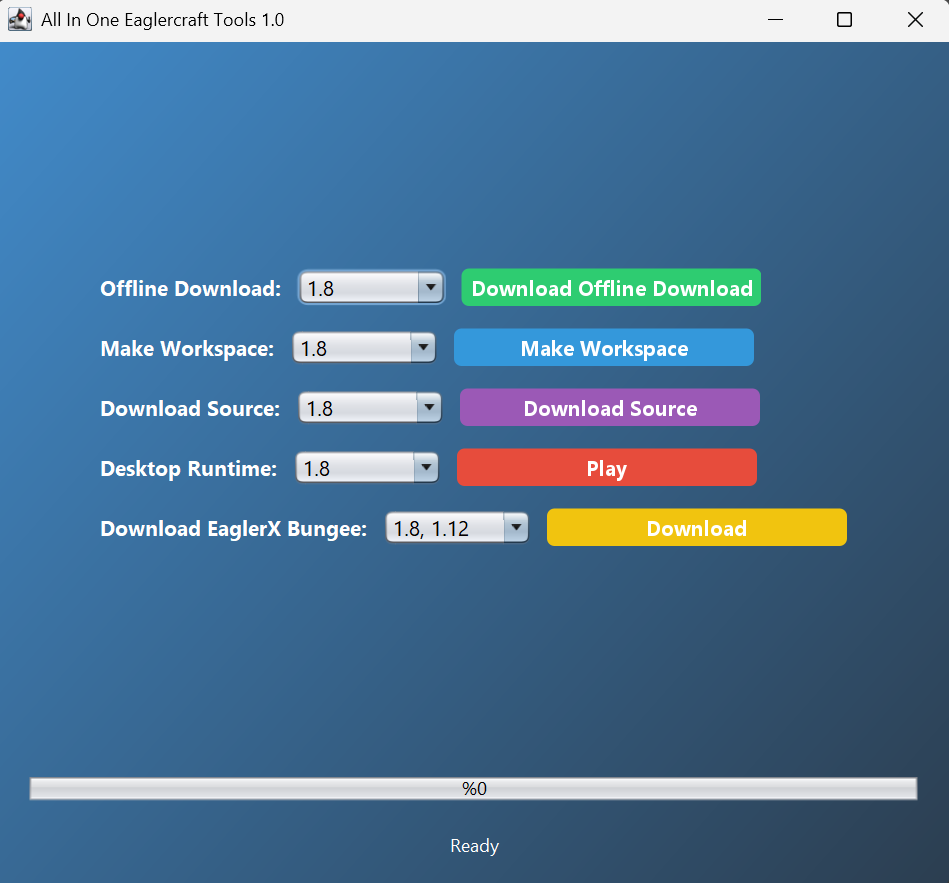 All In One Eaglercraft Tools 1.0
Offline Download: 1.8 Download Offline Download
Make Workspace: 1.8 Make Workspace
Download Source: 1.8 Download Source
Desktop Runtime: 1.8 Play
Download EaglerX Bungee: 1.8, 1.12 Download
%0
Ready